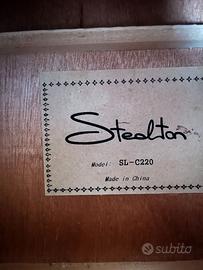 Stealton
Model: SL-C220
Made in China
subito